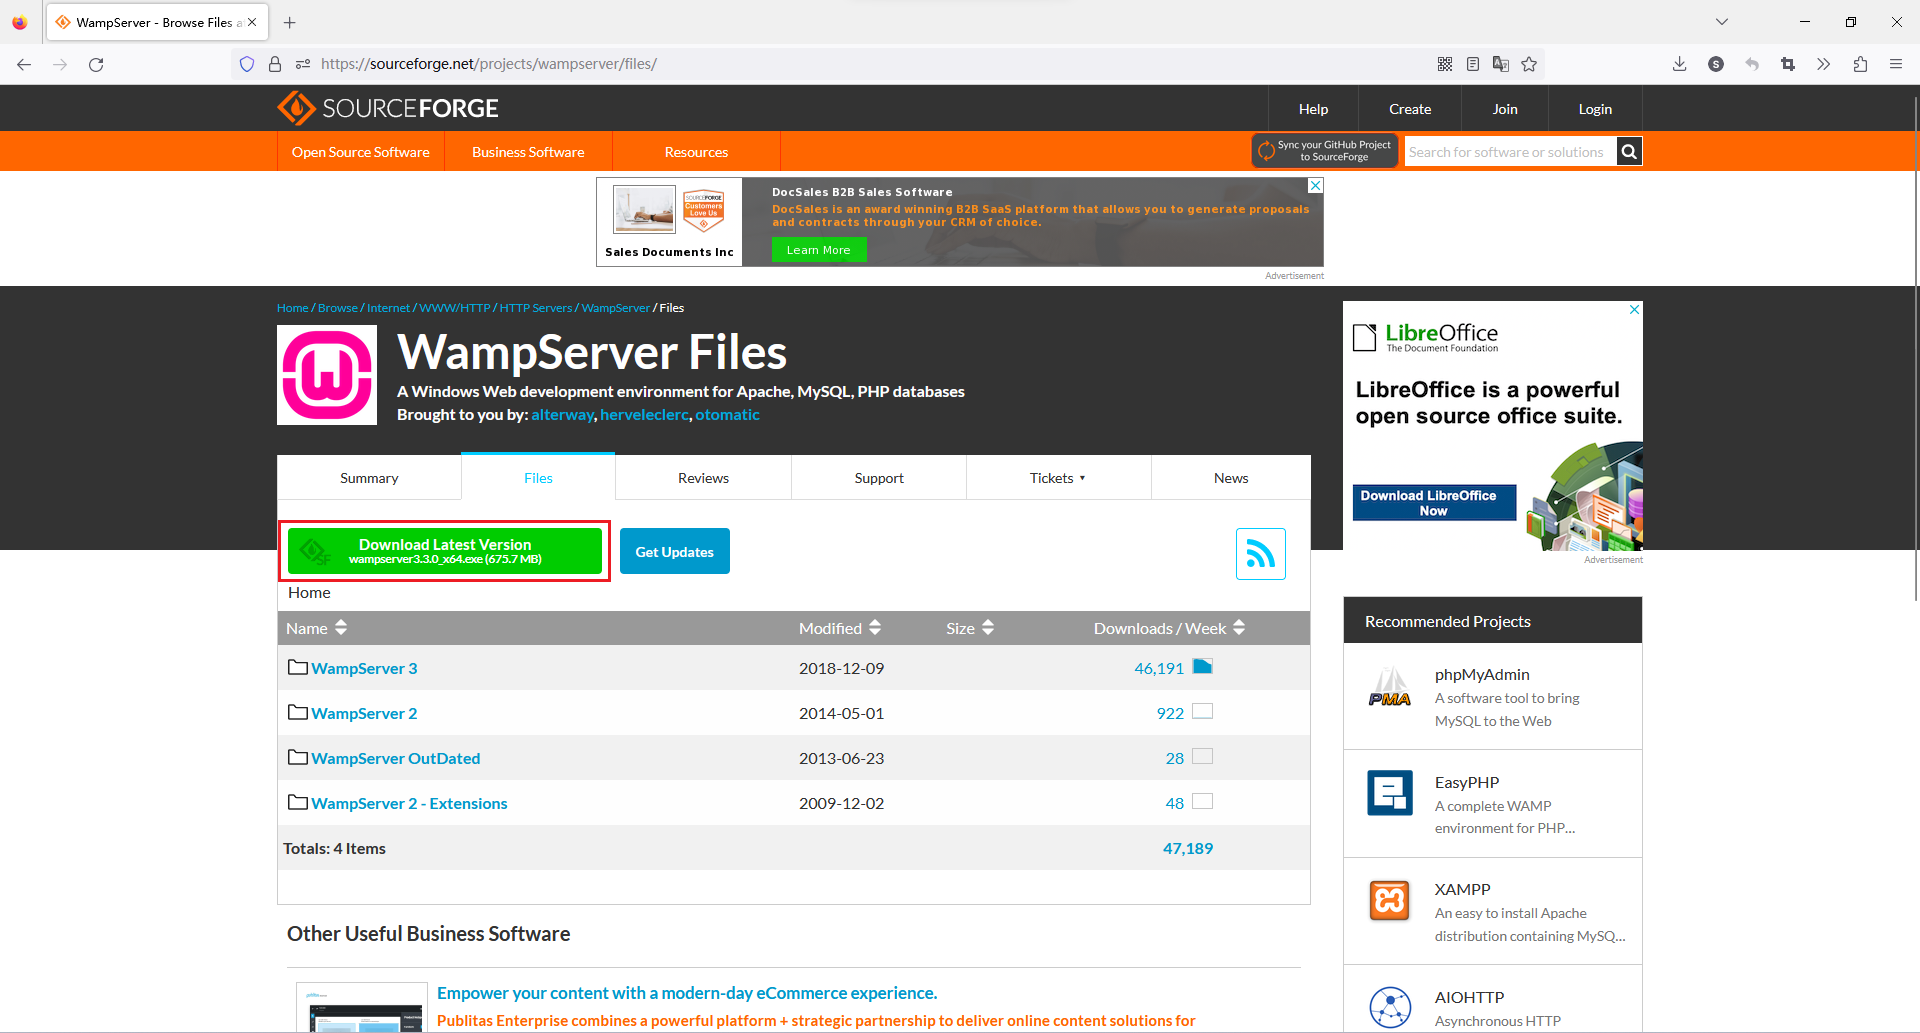 WampServer - Browse Files a
https://sourceforge.net/projects/wampserver/files/
SOURCEFORGE
Help
Create
Join
Login
Open Source Software
Business Software
Resources
Sync your GitHub Project
to SourceForge
Search for software or solutions
SOURCEFORGE
Customers
Love Us
Sales Documents Inc
DocSales B2B Sales Software
DocSales is an award winning B2B SaaS platform that allows you to generate proposals
and contracts through your CRM of choice.
Learn More
Advertisement
Home / Browse / Internet / WWW/HTTP / HTTP Servers / WampServer / Files
WampServer Files
A Windows Web development environment for Apache, MySQL, PHP databases
Brought to you by: alterway, herveleclerc, otomatic
LibreOffice
The Document Foundation
LibreOffice is a powerful
open source office suite.
Download LibreOffice
Now
Advertisement
Summary
Files
Reviews
Support
Tickets
News
Download Latest Version
wampserver3.3.0_x64.exe (675.7 MB)
Get Updates
Home
Name
Modified
Size
Downloads / Week
WampServer 3
2018-12-09
46,191
WampServer 2
2014-05-01
922
WampServer OutDated
2013-06-23
28
WampServer 2 - Extensions
2009-12-02
48
Totals: 4 Items
47,189
Other Useful Business Software
Empower your content with a modern-day eCommerce experience.
Publitas Enterprise combines a powerful platform + strategic partnership to deliver online content solutions for
Recommended Projects
PMA
phpMyAdmin
A software tool to bring
MySQL to the Web
EasyPHP
A complete WAMP
environment for PHP...
XAMPP
An easy to install Apache
distribution containing MySQ...
AIOHTTP
Asynchronous HTTP